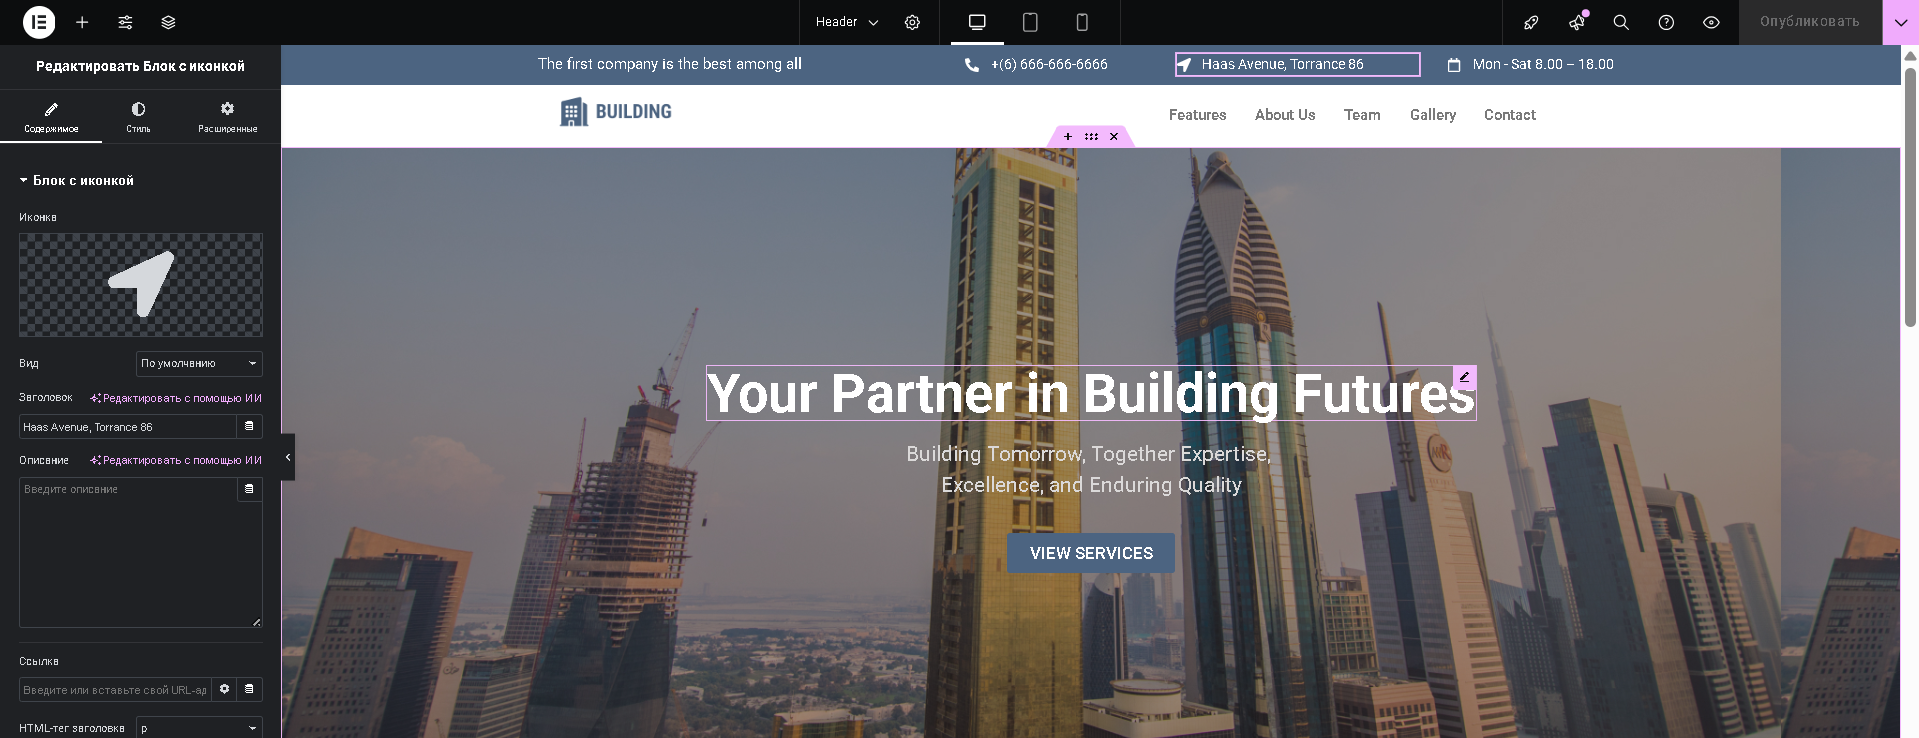 Header
Опубликовать
Редактировать Блок с иконкой
Содержимое
Стиль
Расширенные
Блок с иконкой
Иконка
Вид
По умолчанию
Заголовок
Редактировать с помощью ИИ
Haas Avenue, Torrance 86
Описание
Редактировать с помощью ИИ
Введите описание
Ссылка
Введите или вставьте свой URL-ад
HTML-тег заголовка
p
The first company is the best among all
+(6) 666-666-6666
Haas Avenue, Torrance 86
Mon - Sat 8.00 – 18.00
BUILDING
Features
About Us
Team
Gallery
Contact
Your Partner in Building Futures
Building Tomorrow, Together Expertise,
Excellence, and Enduring Quality
VIEW SERVICES